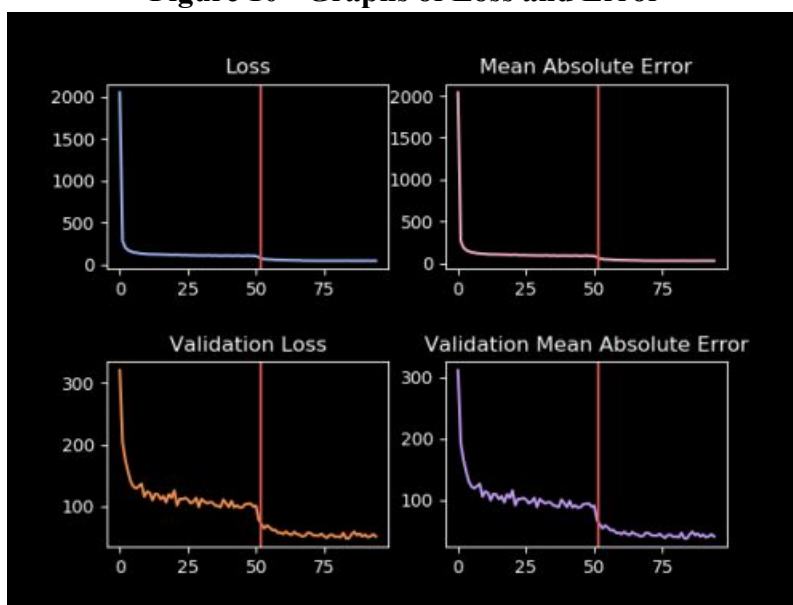 Figure 10 - Graphs of Loss and Error
Loss
Mean Absolute Error
2000
1500
1000
500
0
0 25 50 75
2000
1500
1000
500
0
0 25 50 75
Validation Loss
Validation Mean Absolute Error
300
200
100
0 25 50 75
300
200
100
0 25 50 75